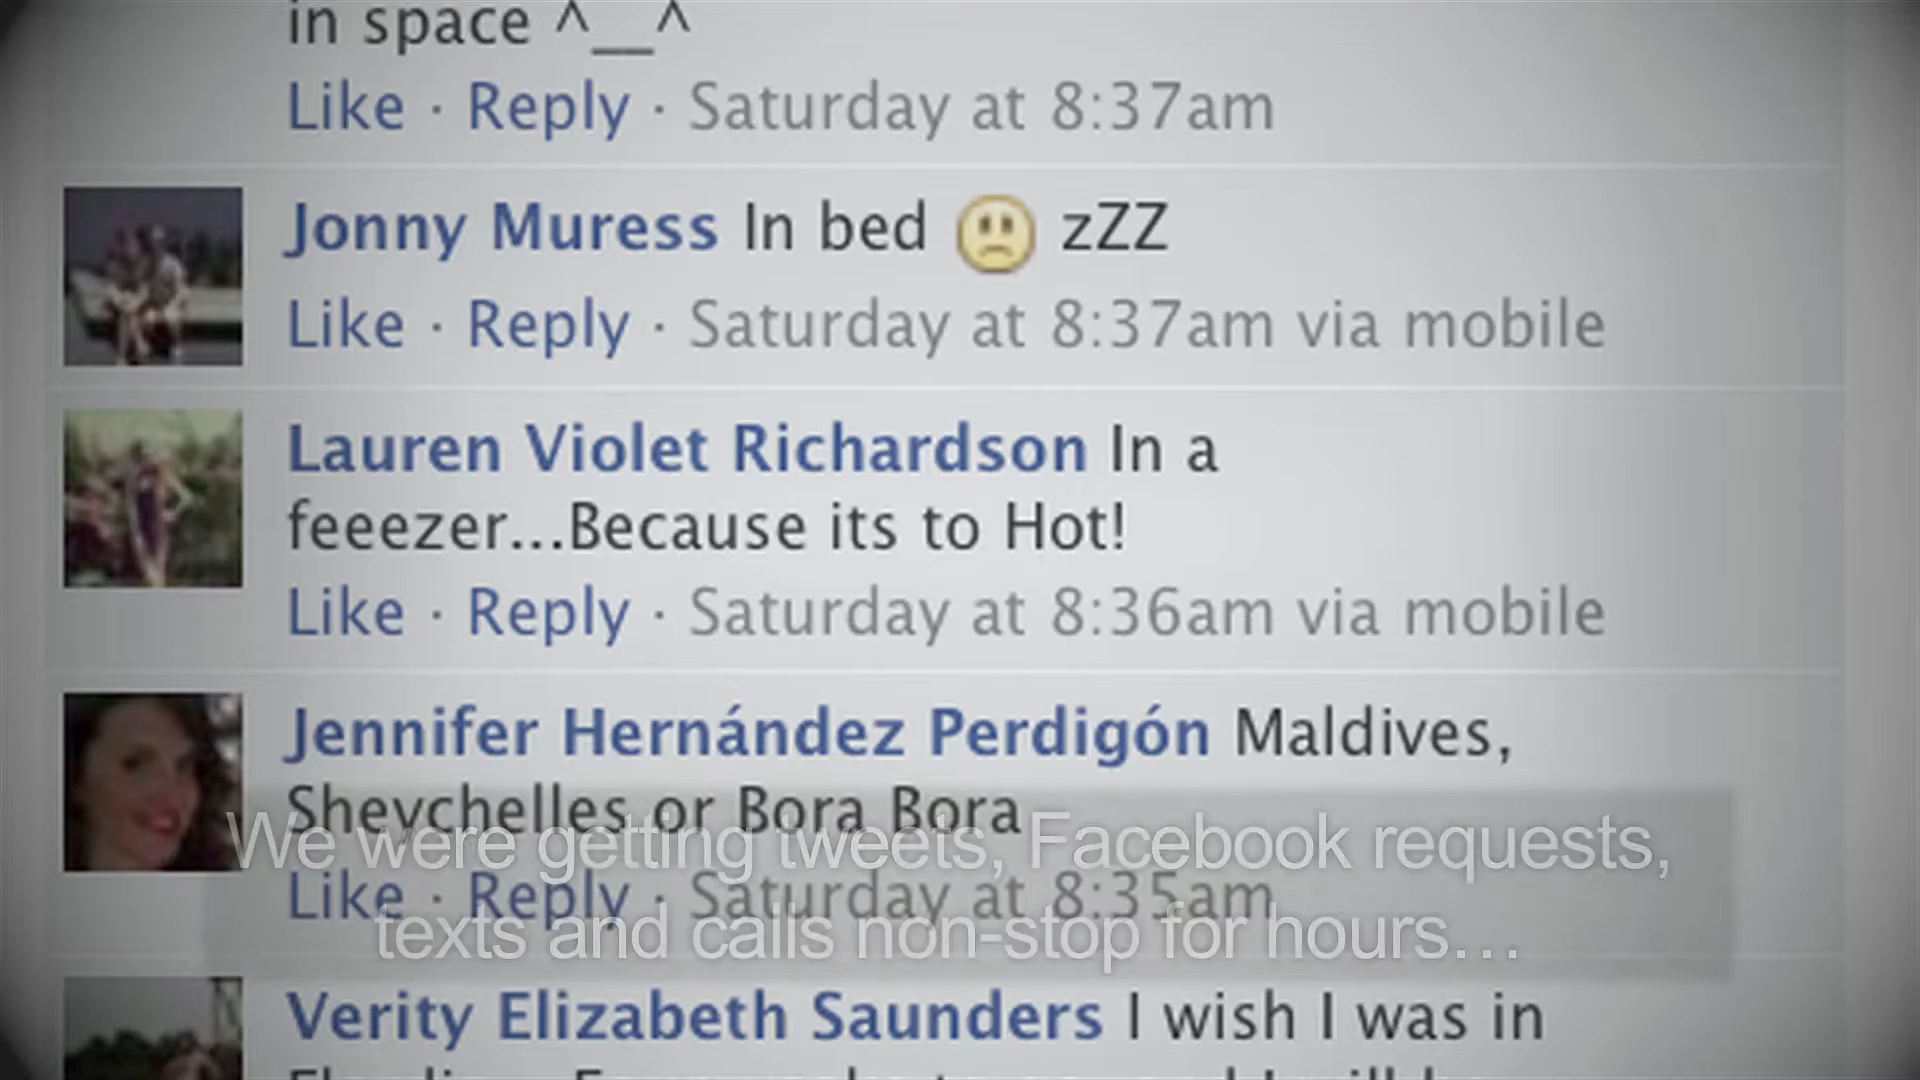 in space ^__^
Like · Reply · Saturday at 8:37am
Jonny Muress In bed zZZ
Like · Reply · Saturday at 8:37am via mobile
Lauren Violet Richardson In a
feeezer...Because its to Hot!
Like · Reply · Saturday at 8:36am via mobile
Jennifer Hernández Perdigón Maldives,
Sheychelles or Bora Bora
Like · Reply · Saturday at 8:35am
We were getting tweets, Facebook requests,
texts and calls non-stop for hours...
Verity Elizabeth Saunders I wish I was in